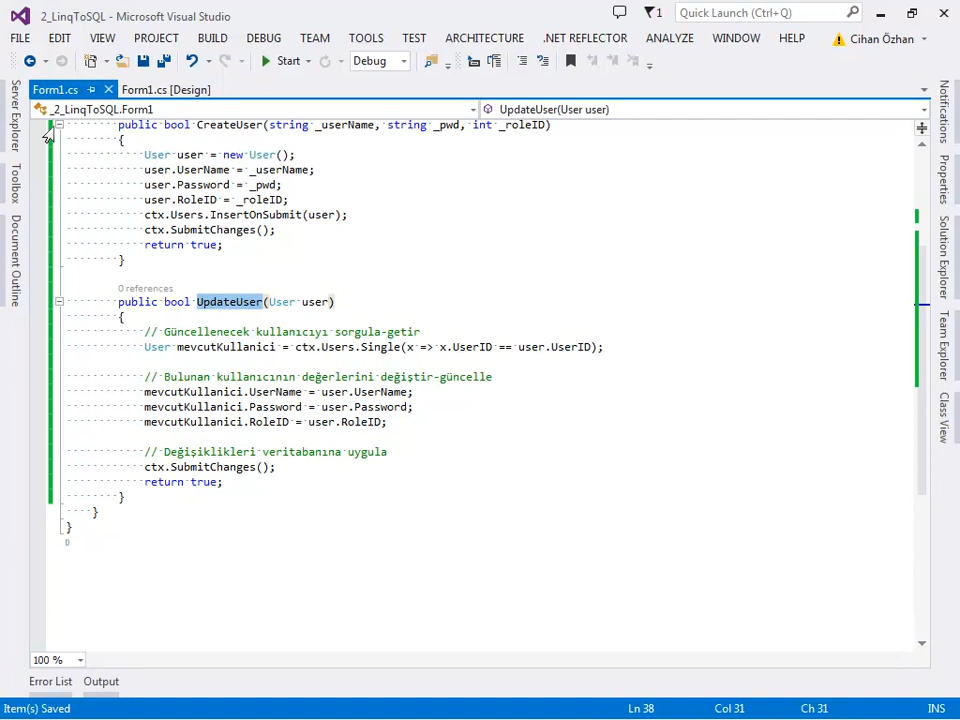 2_LinqToSQL - Microsoft Visual Studio
1
Quick Launch (Ctrl+Q)
FILE EDIT VIEW PROJECT BUILD DEBUG TEAM TOOLS TEST ARCHITECTURE .NET REFLECTOR ANALYZE WINDOW HELP Cihan Özhan
Start Debug
Form1.cs Form1.cs [Design]
_2_LinqToSQL.Form1 UpdateUser(User user)
public bool CreateUser(string _userName, string _pwd, int _roleID)
{
User user = new User();
user.UserName = _userName;
user.Password = _pwd;
user.RoleID = _roleID;
ctx.Users.InsertOnSubmit(user);
ctx.SubmitChanges();
return true;
}
0 references
public bool UpdateUser(User user)
{
// Güncellenecek kullanıcıyı sorgula-getir
User mevcutKullanici = ctx.Users.Single(x => x.UserID == user.UserID);
// Bulunan kullanıcının değerlerini değiştir-güncelle
mevcutKullanici.UserName = user.UserName;
mevcutKullanici.Password = user.Password;
mevcutKullanici.RoleID = user.RoleID;
// Değişiklikleri veritabanına uygula
ctx.SubmitChanges();
return true;
}
}
}
Server Explorer
Toolbox
Document Outline
Notifications
Properties
Solution Explorer
Team Explorer
Class View
100 %
Error List Output
Item(s) Saved Ln 38 Col 31 Ch 31 INS